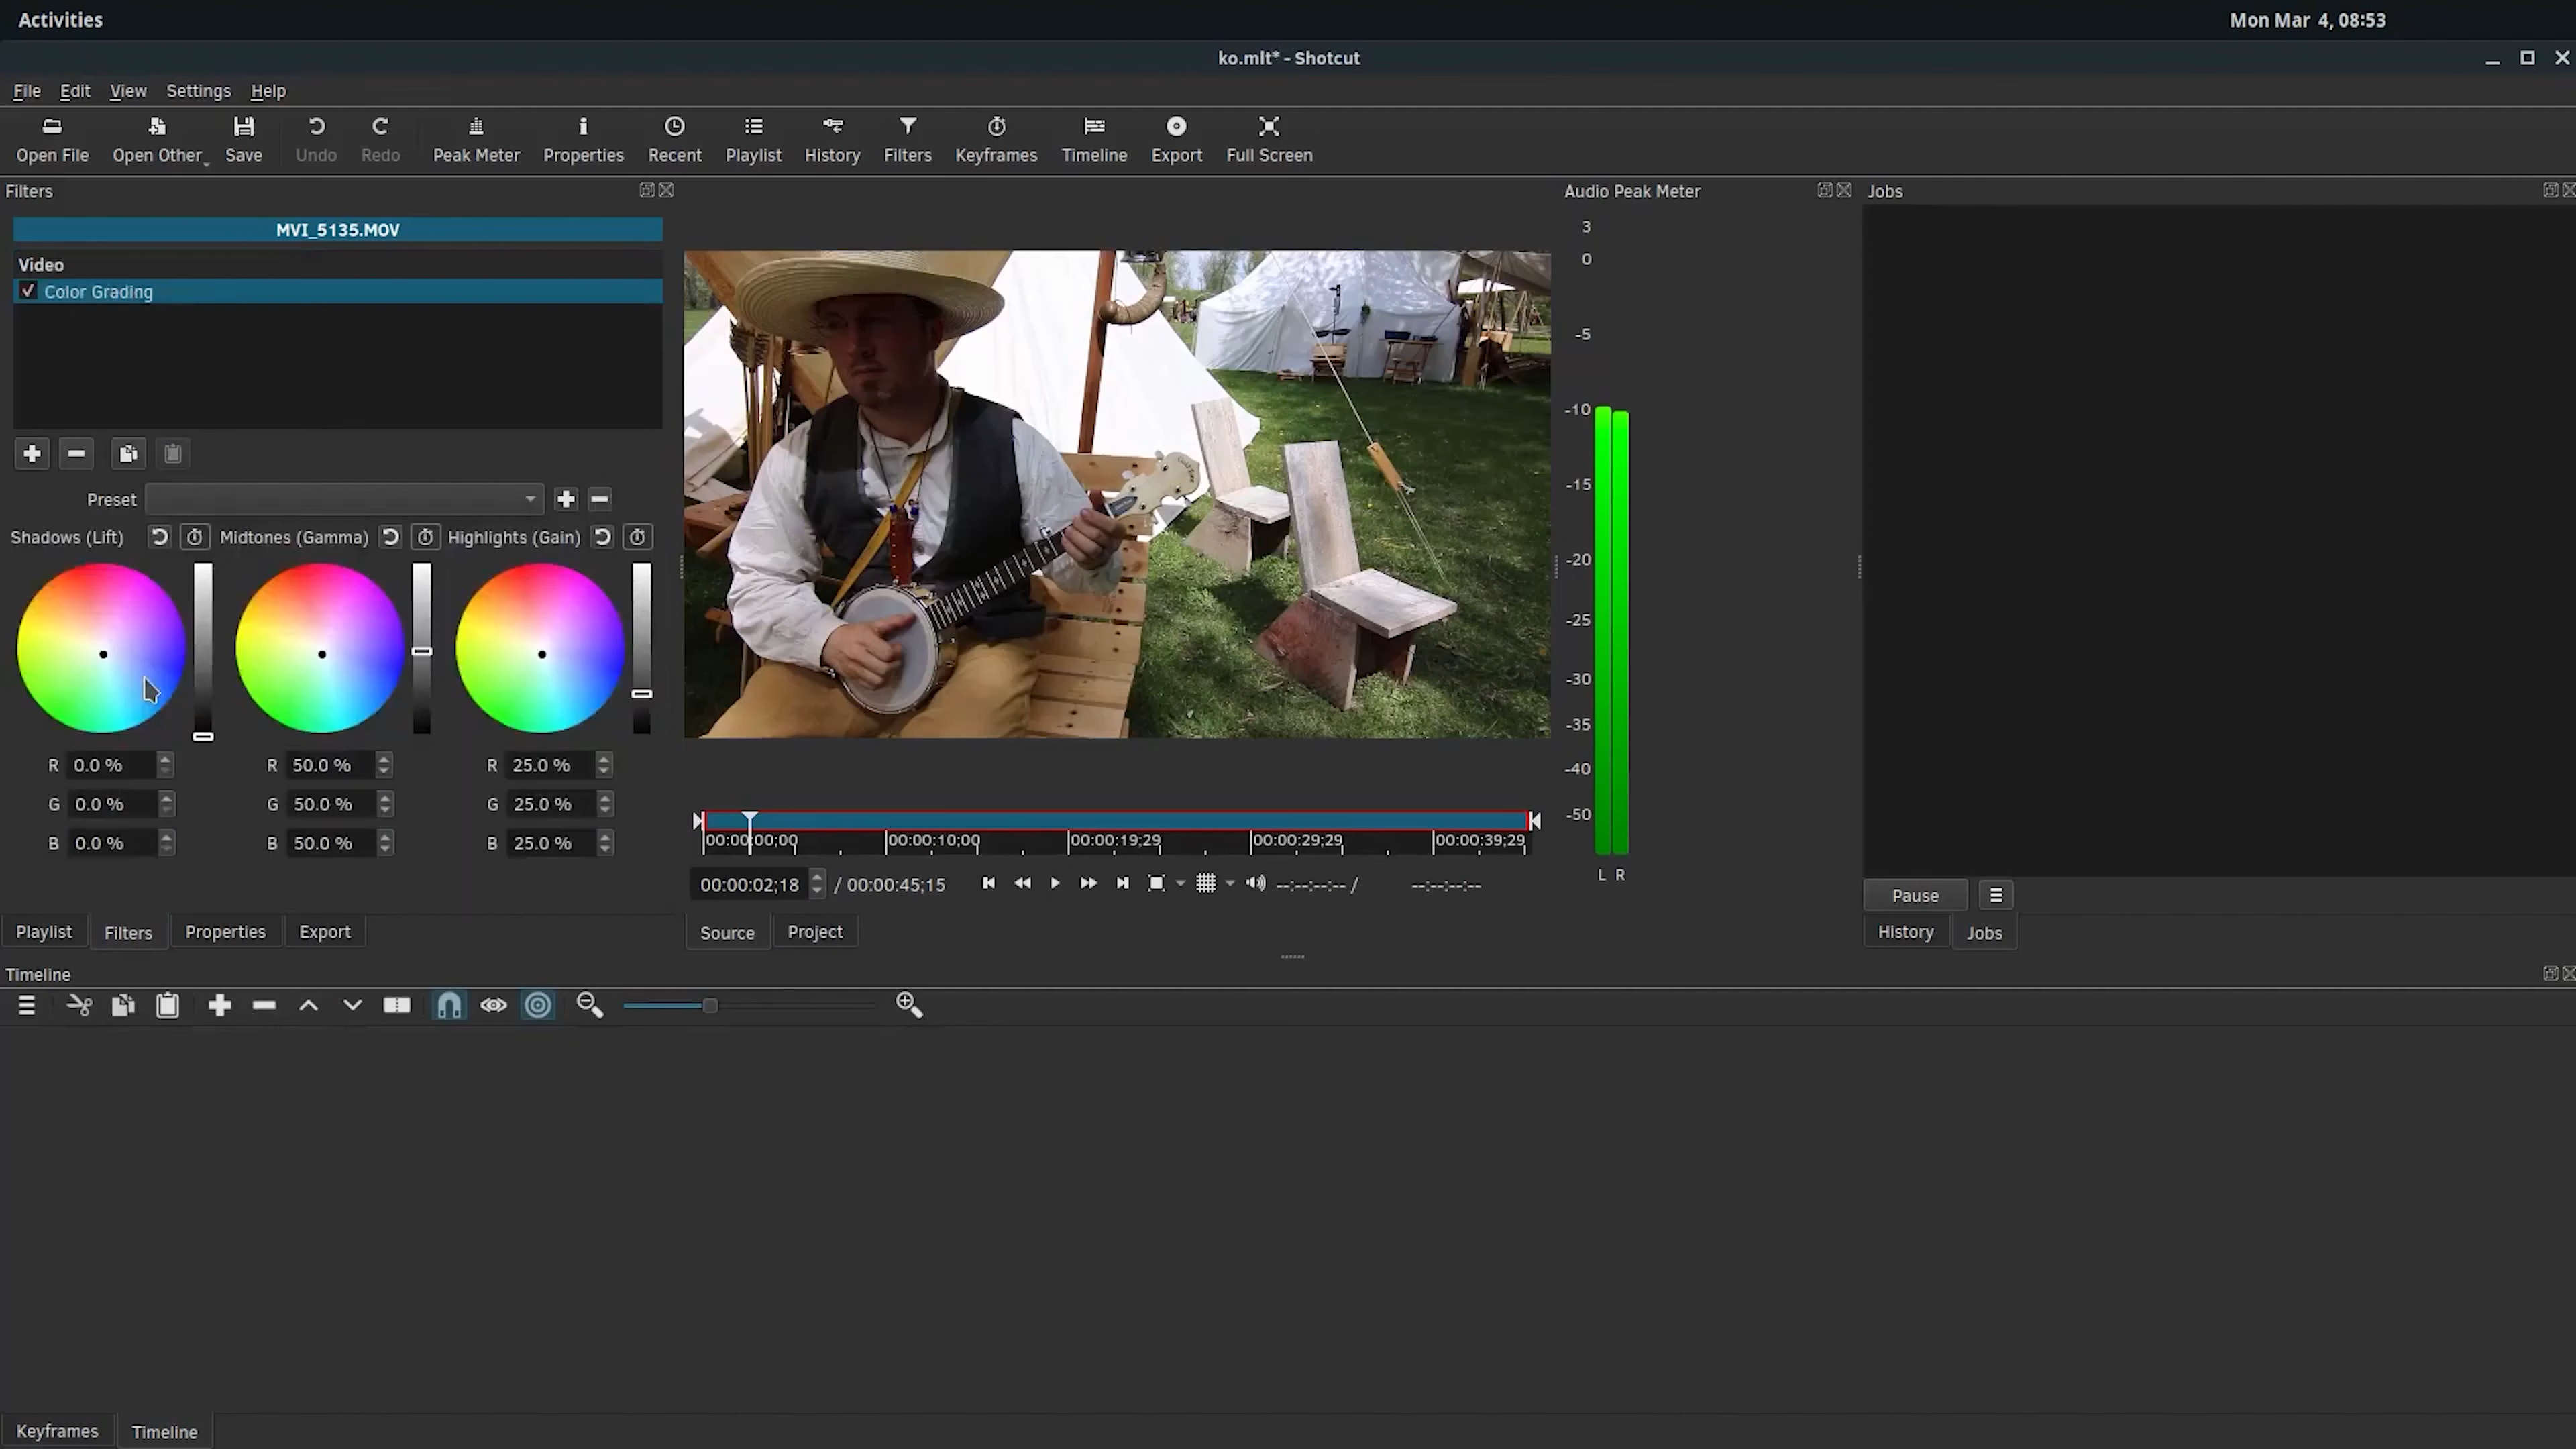 Activities
Mon Mar 4, 08:53
ko.mlt* - Shotcut
File Edit View Settings Help
Open File Open Other Save Undo Redo Peak Meter Properties Recent Playlist History Filters Keyframes Timeline Export Full Screen
Filters
Audio Peak Meter
Jobs
MVI_5135.MOV
Video
Color Grading
Preset
Shadows (Lift) Midtones (Gamma) Highlights (Gain)
R 0.0 % R 50.0 % R 25.0 %
G 0.0 % G 50.0 % G 25.0 %
B 0.0 % B 50.0 % B 25.0 %
3
0
-5
-10
-15
-20
-25
-30
-35
-40
-50
L R
00:00:00;00 00:00:10;00 00:00:19;29 00:00:29;29 00:00:39;29
00:00:02;18 / 00:00:45;15 --:--:--:-- / --:--:--:--
Pause
Playlist Filters Properties Export
Source Project
History Jobs
Timeline
Keyframes Timeline